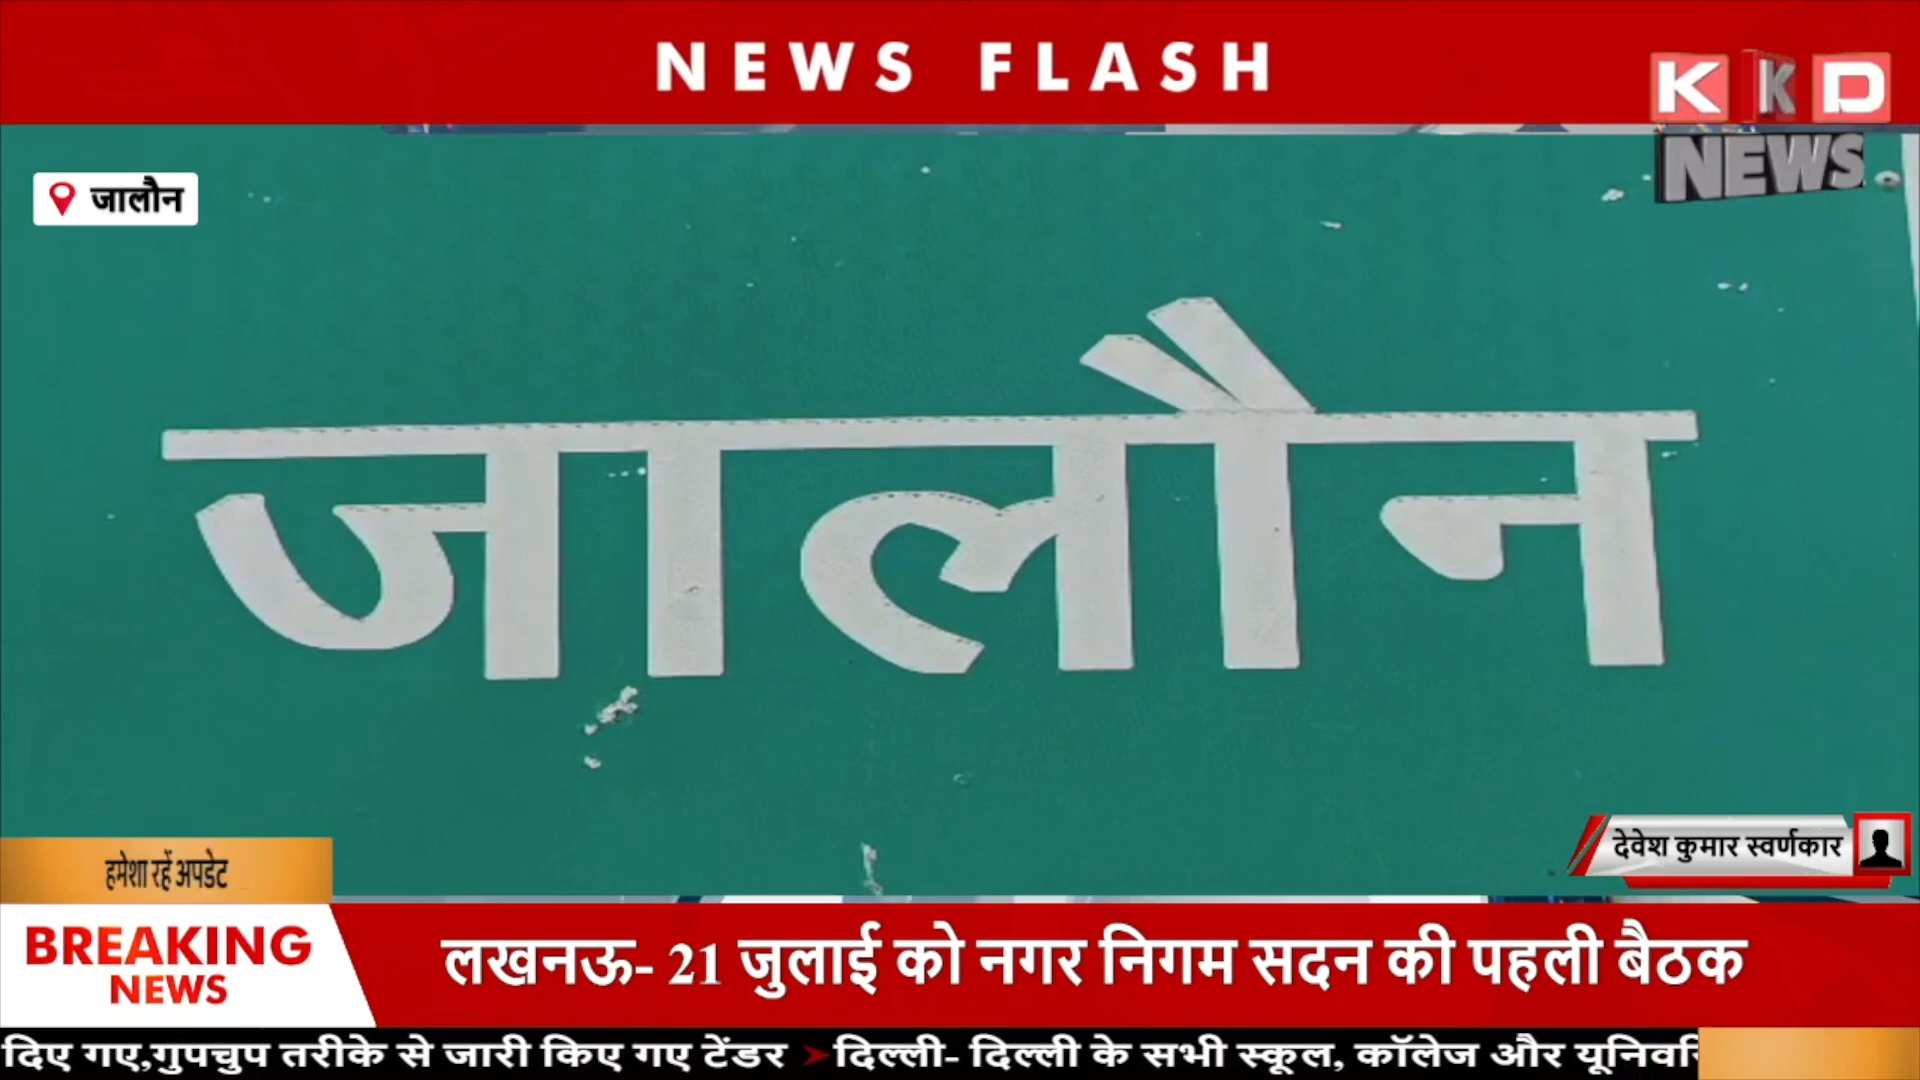 NEWS FLASH
K K D
NEWS
जालौन
जालौन
देवेश कुमार स्वर्णकार
हमेशा रहें अपडेट
BREAKING
NEWS
लखनऊ- 21 जुलाई को नगर निगम सदन की पहली बैठक
दिए गए,गुपचुप तरीके से जारी किए गए टेंडर ➤दिल्ली- दिल्ली के सभी स्कूल, कॉलेज और